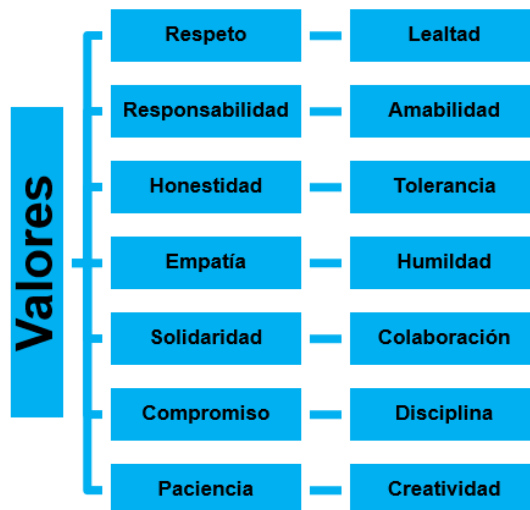 Valores
Respeto
Lealtad
Responsabilidad
Amabilidad
Honestidad
Tolerancia
Empatía
Humildad
Solidaridad
Colaboración
Compromiso
Disciplina
Paciencia
Creatividad